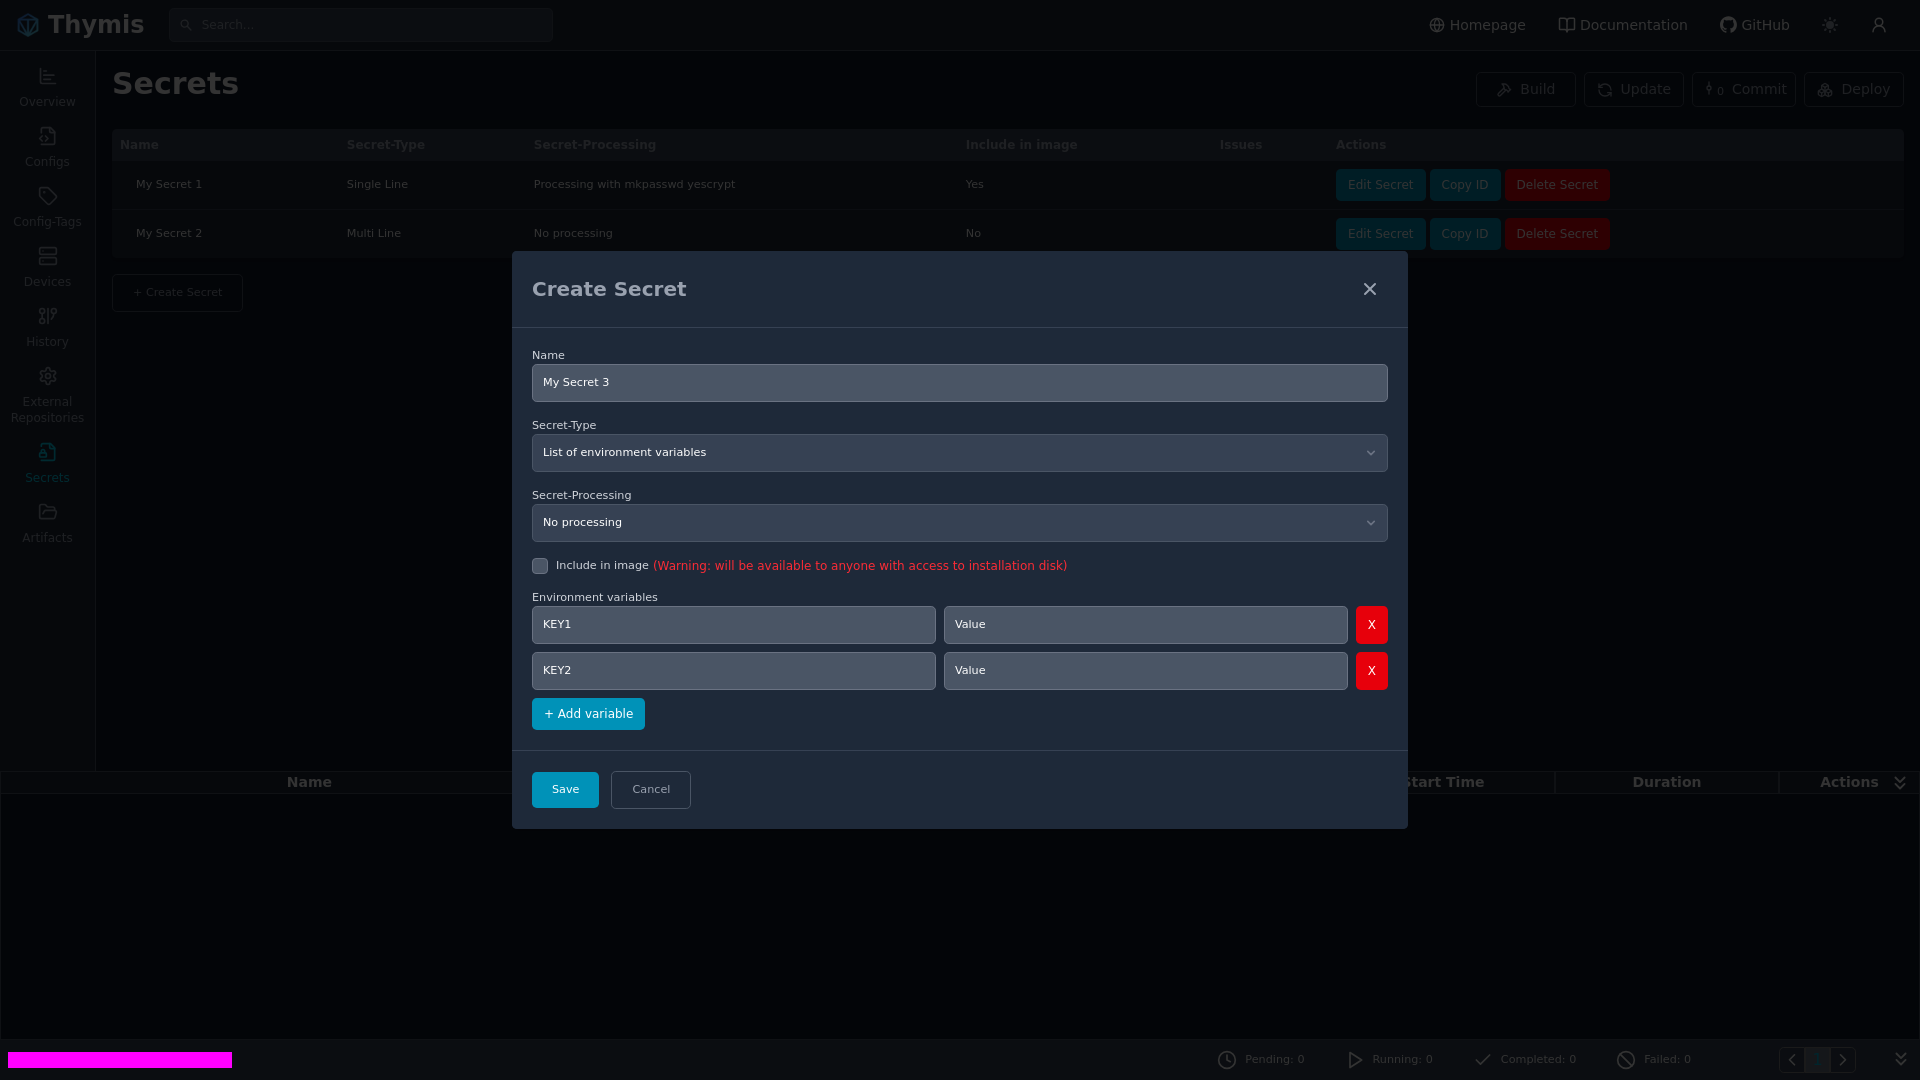 Thymis
Search...
Homepage
Documentation
GitHub
Overview
Configs
Config-Tags
Devices
History
External
Repositories
Secrets
Artifacts
Secrets
Build
Update
0 Commit
Deploy
Name Secret-Type Secret-Processing Include in image Issues Actions
My Secret 1 Single Line Processing with mkpasswd yescrypt Yes Edit Secret Copy ID Delete Secret
My Secret 2 Multi Line No processing No Edit Secret Copy ID Delete Secret
+ Create Secret
Create Secret
Name
My Secret 3
Secret-Type
List of environment variables
Secret-Processing
No processing
Include in image (Warning: will be available to anyone with access to installation disk)
Environment variables
KEY1 Value X
KEY2 Value X
+ Add variable
Save Cancel
Name Start Time Duration Actions
Pending: 0 Running: 0 Completed: 0 Failed: 0